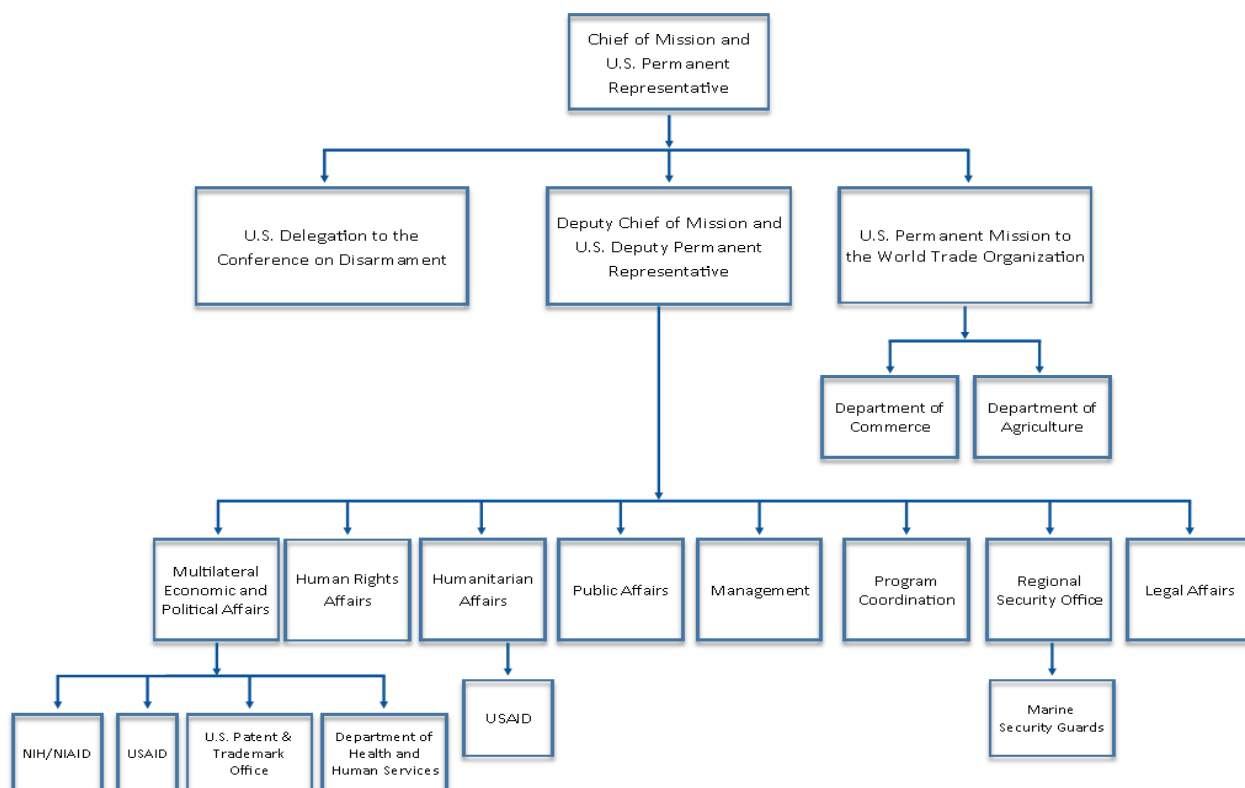 Chief of Mission and
U.S. Permanent
Representative
U.S. Delegation to the
Conference on Disarmament
Deputy Chief of Mission and
U.S. Deputy Permanent
Representative
U.S. Permanent Mission to
the World Trade Organization
Department of
Commerce
Department of
Agriculture
Multilateral
Economic and
Political Affairs
Human Rights
Affairs
Humanitarian
Affairs
Public Affairs
Management
Program
Coordination
Regional
Security Office
Legal Affairs
NIH/NIAID
USAID
U.S. Patent &
Trademark
Office
Department of
Health and
Human Services
USAID
Marine
Security Guards